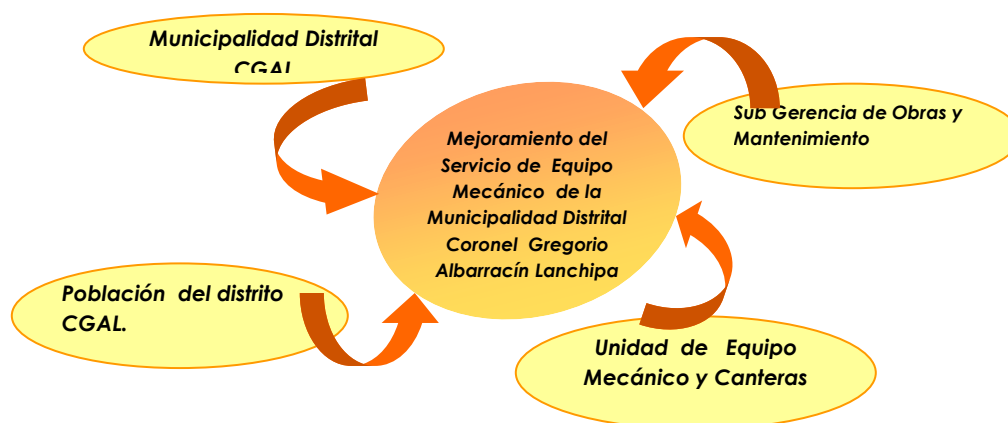 Municipalidad Distrital
CGAL
Sub Gerencia de Obras y
Mantenimiento
Mejoramiento del
Servicio de Equipo
Mecánico de la
Municipalidad Distrital
Coronel Gregorio
Albarracín Lanchipa
Población del distrito
CGAL.
Unidad de Equipo
Mecánico y Canteras